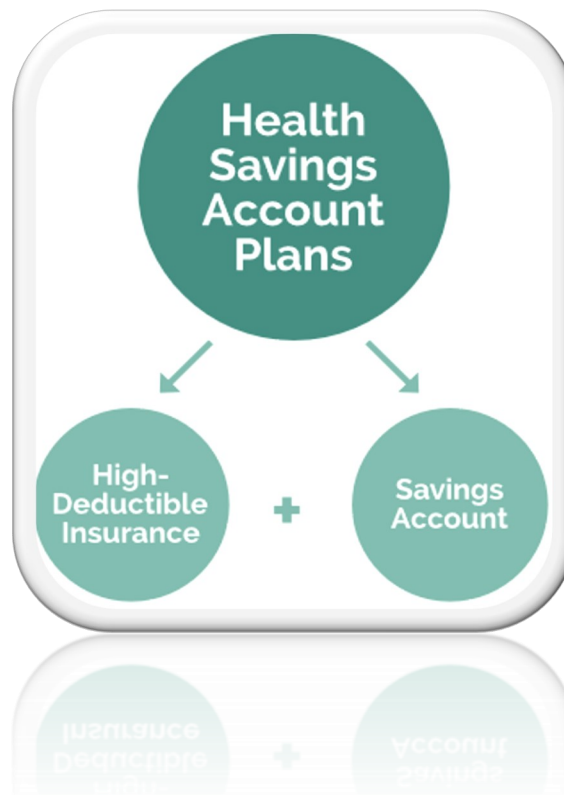 Health
Savings
Account
Plans
High-
Deductible
Insurance
+
Savings
Account